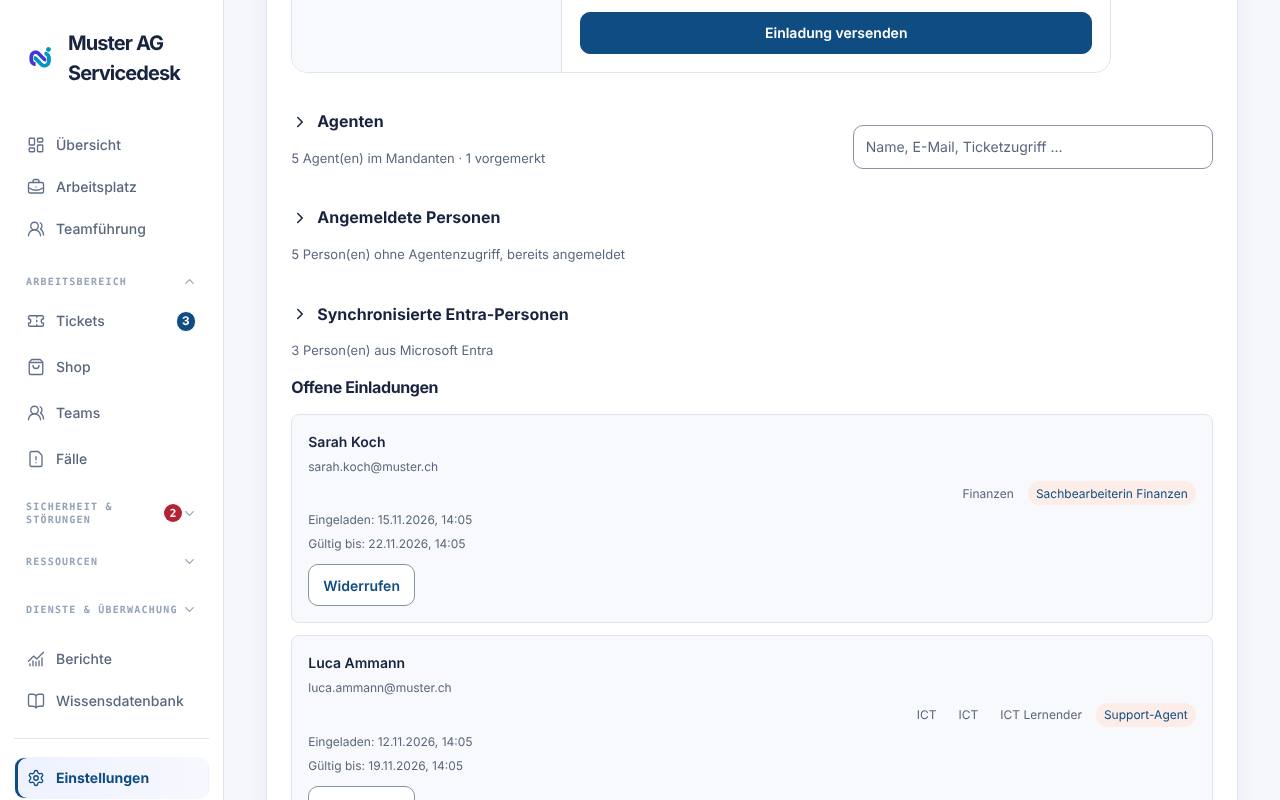 Muster AG
Servicedesk
Übersicht
Arbeitsplatz
Teamführung
ARBEITSBEREICH
Tickets
3
Shop
Teams
Fälle
SICHERHEIT &
STÖRUNGEN
2
RESSOURCEN
DIENSTE & ÜBERWACHUNG
Berichte
Wissensdatenbank
Einstellungen
Einladung versenden
Agenten
5 Agent(en) im Mandanten · 1 vorgemerkt
Name, E-Mail, Ticketzugriff ...
Angemeldete Personen
5 Person(en) ohne Agentenzugriff, bereits angemeldet
Synchronisierte Entra-Personen
3 Person(en) aus Microsoft Entra
Offene Einladungen
Sarah Koch
sarah.koch@muster.ch
Finanzen Sachbearbeiterin Finanzen
Eingeladen: 15.11.2026, 14:05
Gültig bis: 22.11.2026, 14:05
Widerrufen
Luca Ammann
luca.ammann@muster.ch
ICT ICT ICT Lernender Support-Agent
Eingeladen: 12.11.2026, 14:05
Gültig bis: 19.11.2026, 14:05